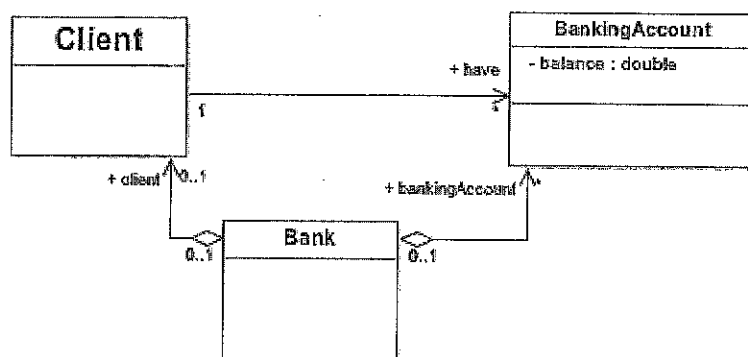 Client
BankingAccount
- balance : double
+ have
1
*
+ client
0..1
+ bankingAccount
*
0..1
Bank
0..1